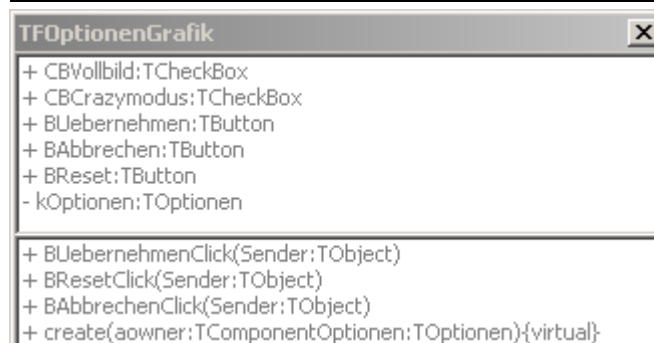 TFOptionenGrafik
+ CBVollbild:TCheckBox
+ CBCrazymodus:TCheckBox
+ BUebernehmen:TButton
+ BAbbrechen:TButton
+ BReset:TButton
- kOptionen:TOptionen
+ BUebernehmenClick(Sender:TObject)
+ BResetClick(Sender:TObject)
+ BAbbrechenClick(Sender:TObject)
+ create(aowner:TComponentOptionen:TOptionen){virtual}